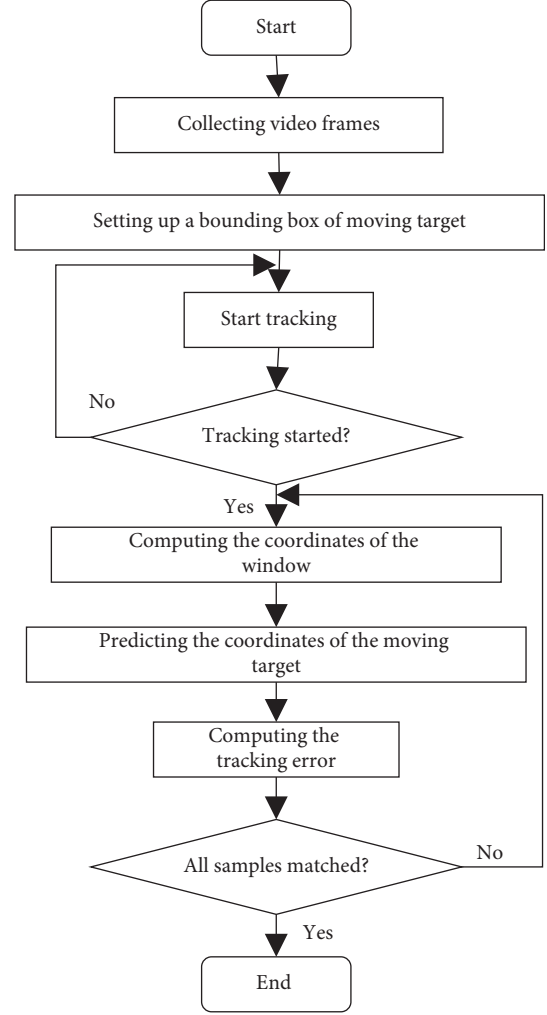 Start
Collecting video frames
Setting up a bounding box of moving target
Start tracking
No
Tracking started?
Yes
Computing the coordinates of the
window
Predicting the coordinates of the moving
target
Computing the
tracking error
All samples matched?
No
Yes
End